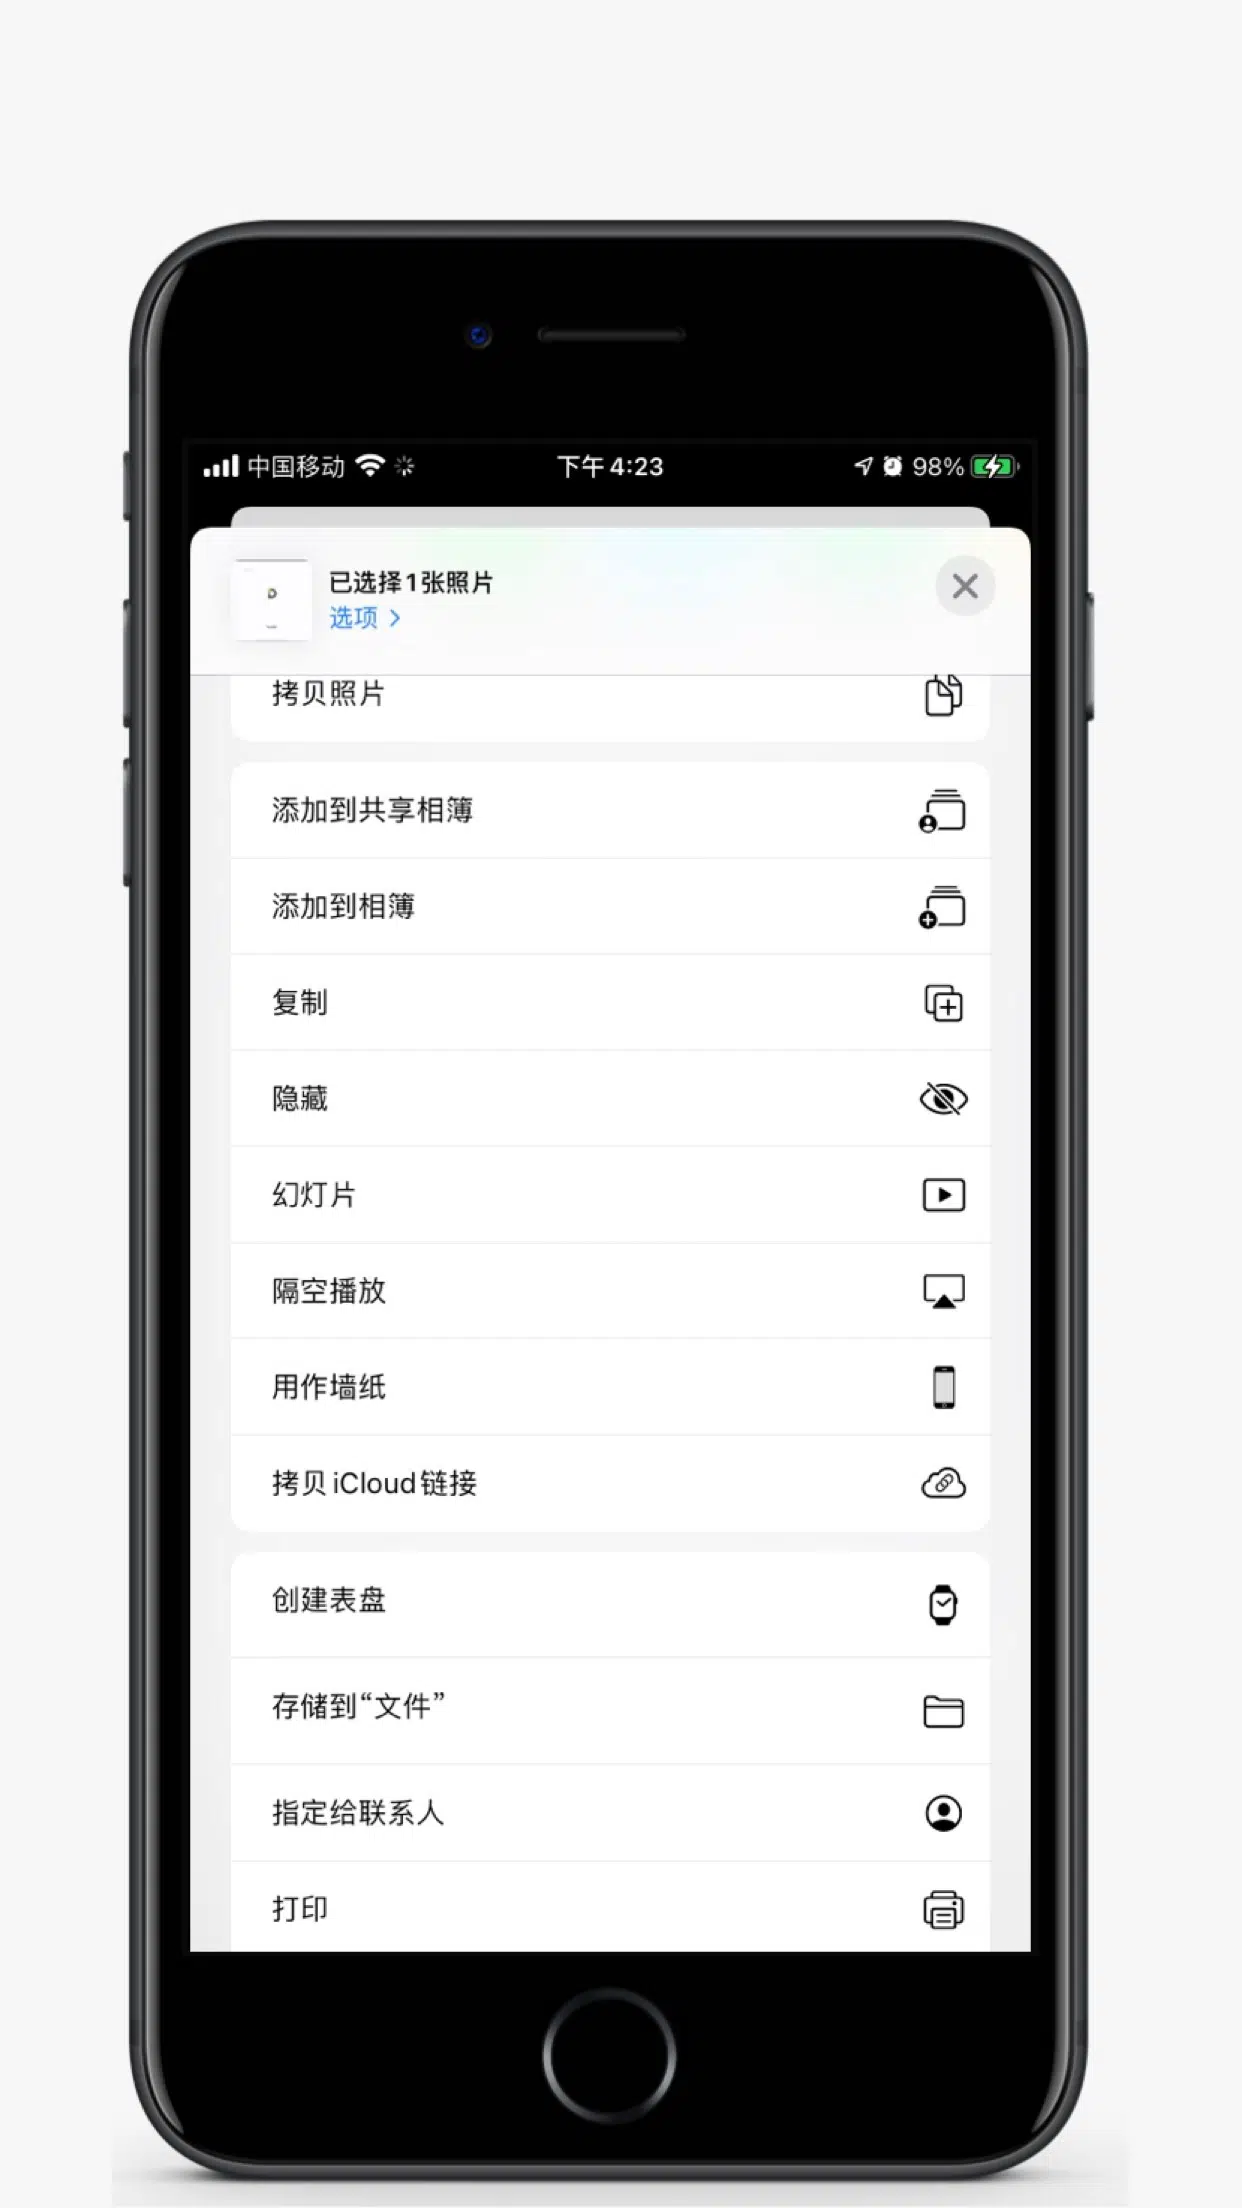 中国移动 下午 4:23 98%
已选择1张照片
选项
拷贝照片
添加到共享相簿
添加到相簿
复制
隐藏
幻灯片
隔空播放
用作墙纸
拷贝 iCloud 链接
创建表盘
存储到“文件”
指定给联系人
打印